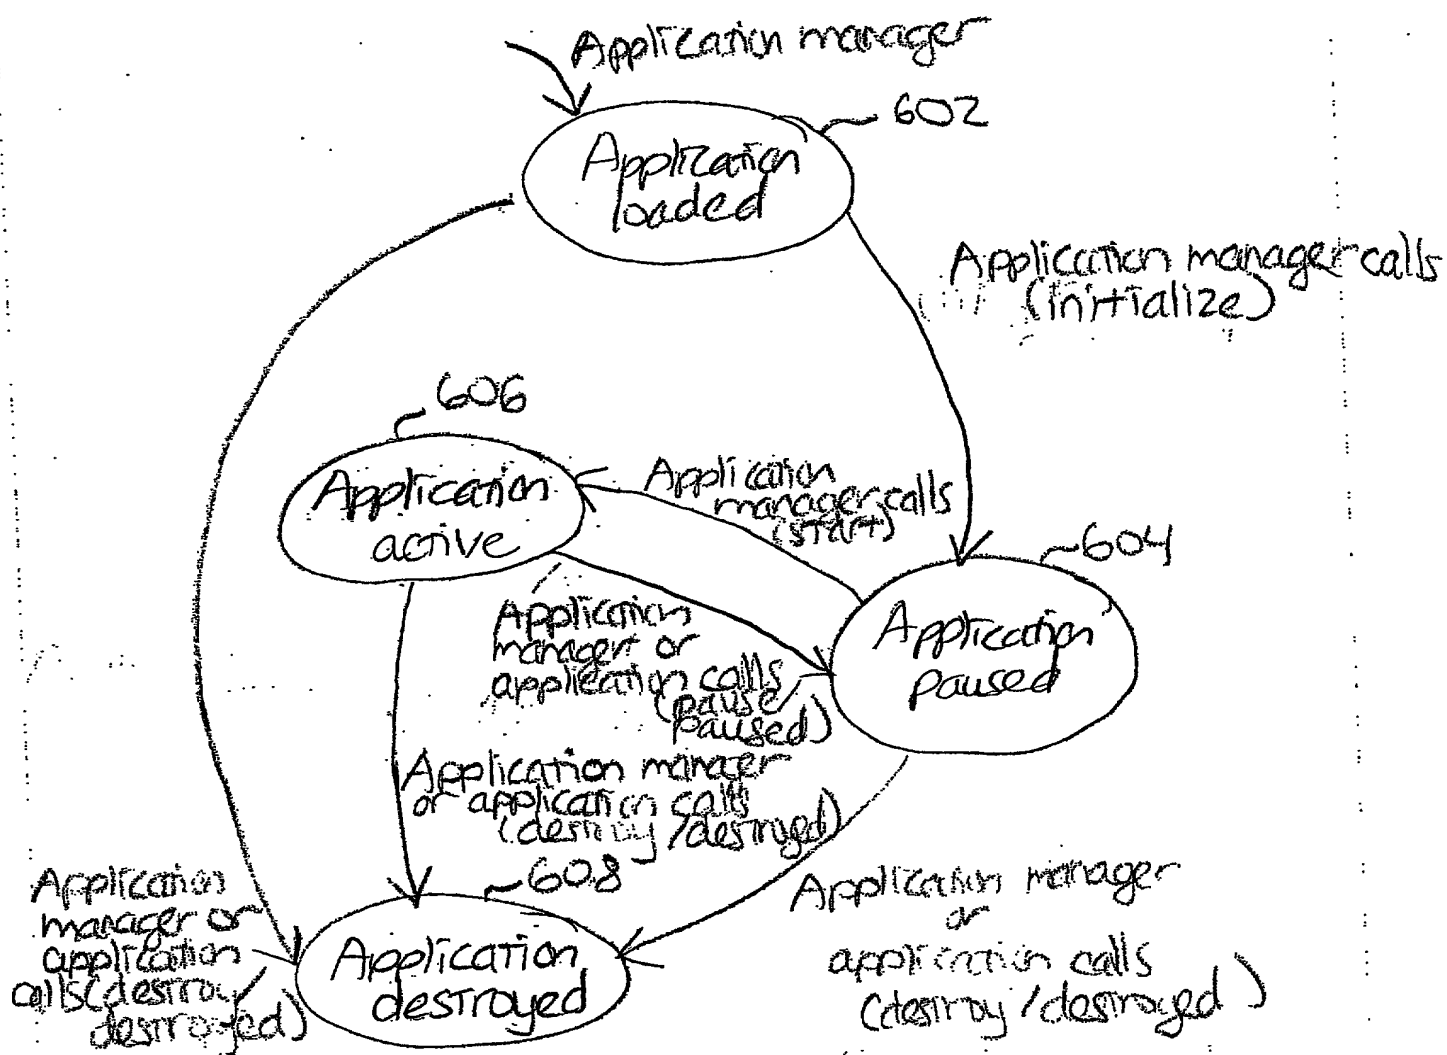 Application manager
602
Application
loaded
Application manager calls
(initialize)
606
Application
active
Application
manager calls
(start)
604
Application
paused
Application
manager or
application calls
(pause/
paused)
Application manager
or application calls
(destroy/destroyed)
608
Application
destroyed
Application
manager or
application
calls(destroy/
destroyed)
Application manager
or
application calls
(destroy/destroyed)